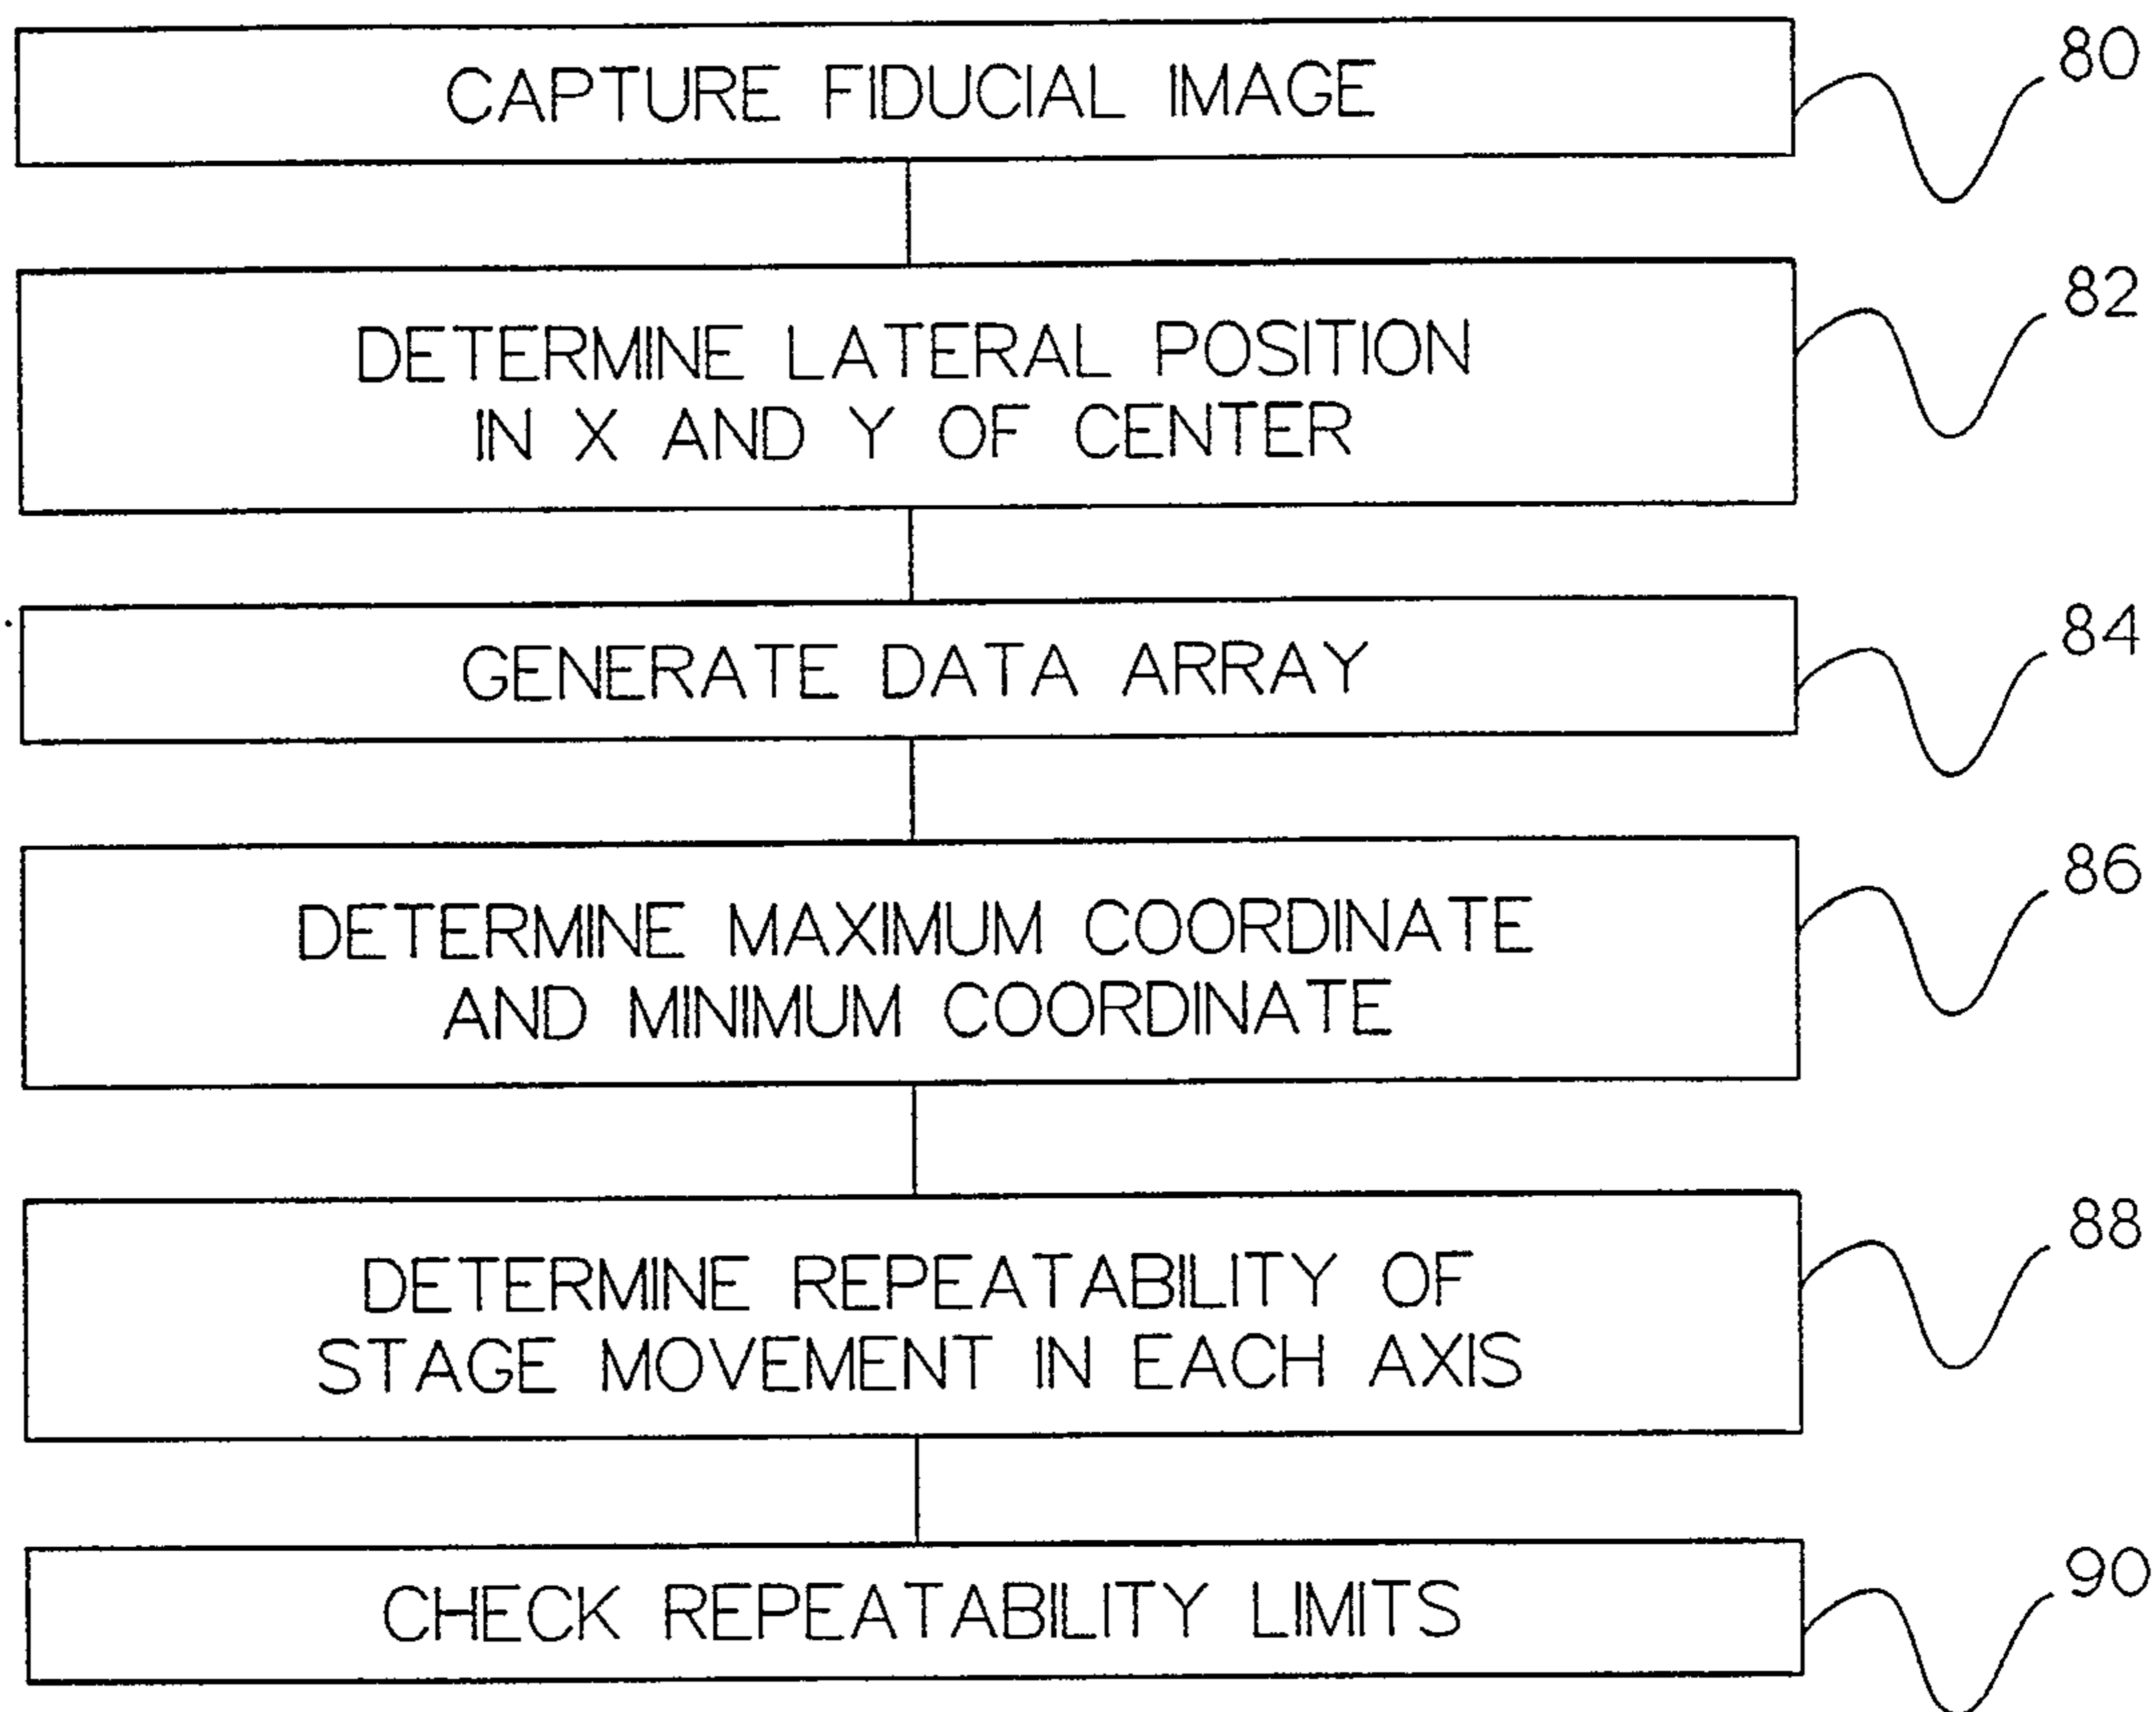 CAPTURE FIDUCIAL IMAGE
80
DETERMINE LATERAL POSITION
IN X AND Y OF CENTER
82
GENERATE DATA ARRAY
84
DETERMINE MAXIMUM COORDINATE
AND MINIMUM COORDINATE
86
DETERMINE REPEATABILITY OF
STAGE MOVEMENT IN EACH AXIS
88
CHECK REPEATABILITY LIMITS
90